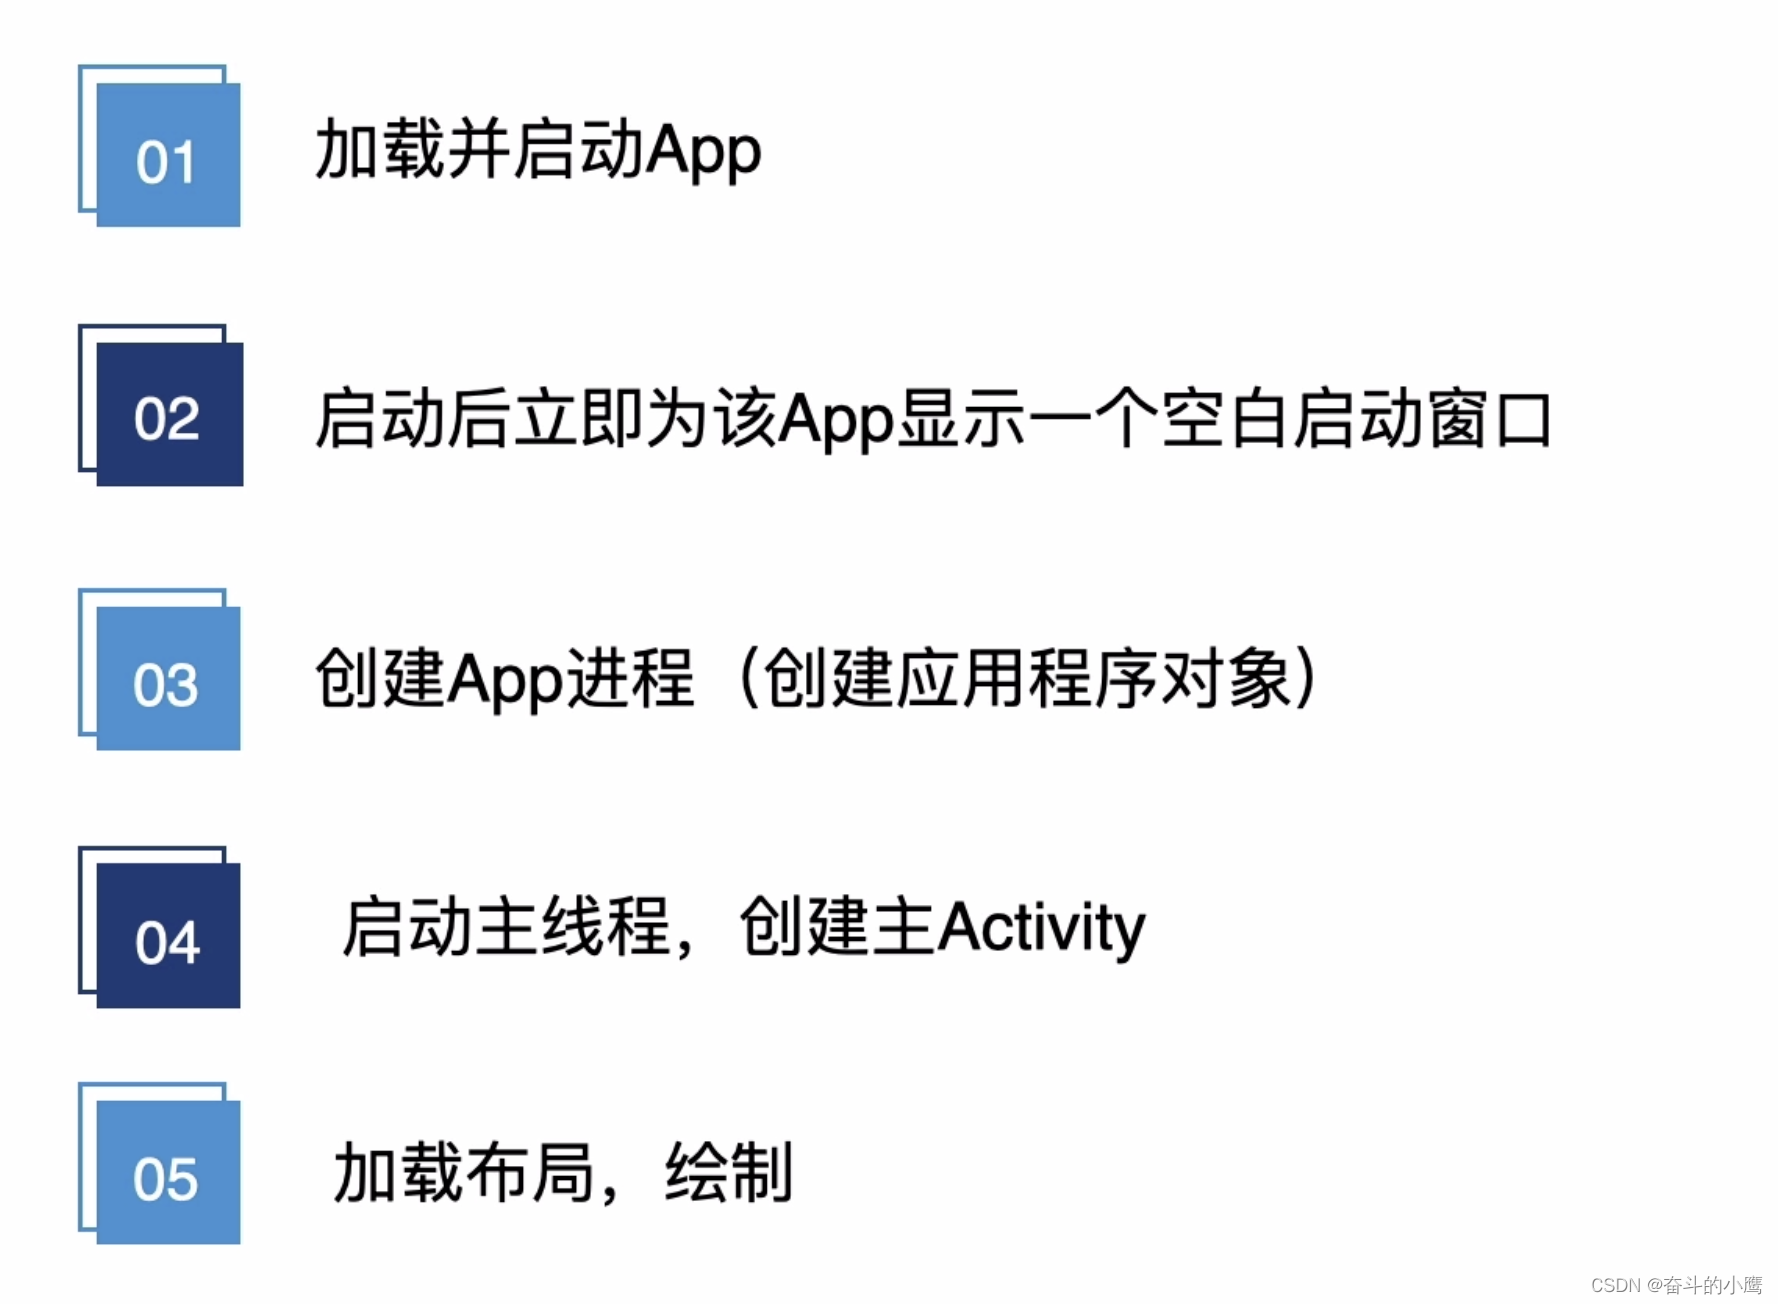 01 加载并启动App
02 启动后立即为该App显示一个空白启动窗口
03 创建App进程（创建应用程序对象）
04 启动主线程，创建主Activity
05 加载布局，绘制
CSDN @奋斗的小鹰